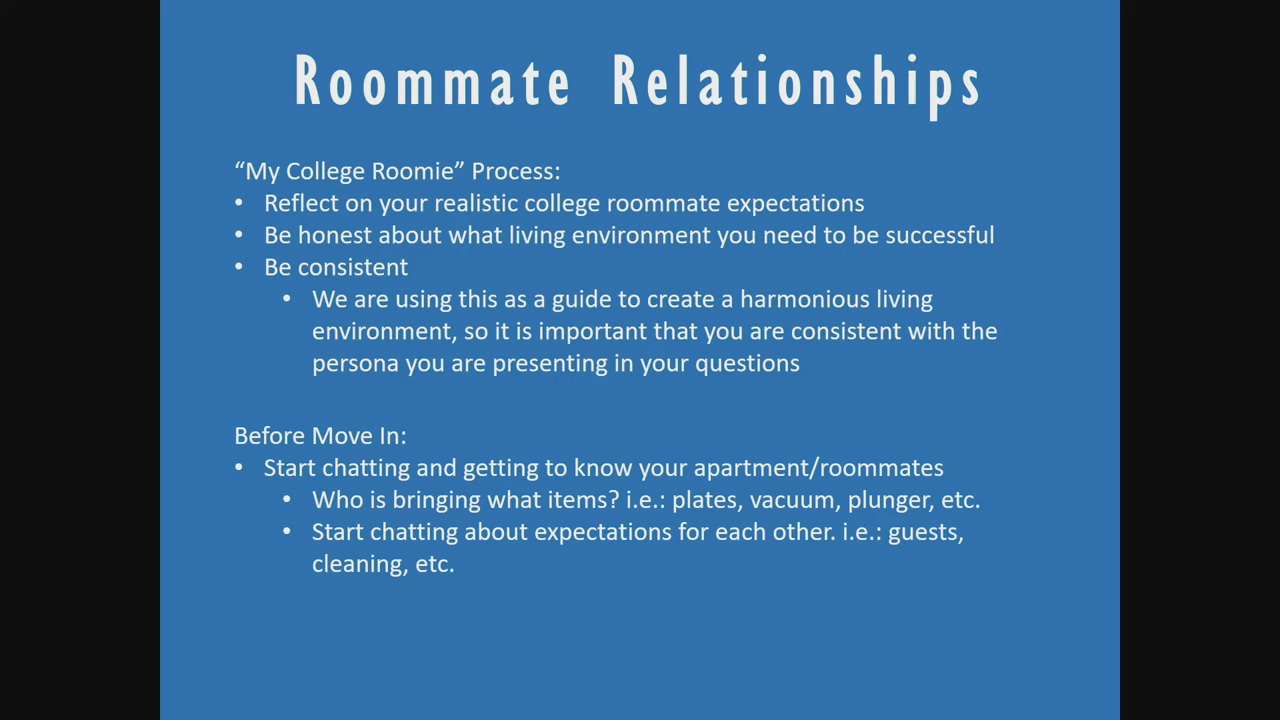 Roommate Relationships
“My College Roomie” Process:
• Reflect on your realistic college roommate expectations
• Be honest about what living environment you need to be successful
• Be consistent
• We are using this as a guide to create a harmonious living
environment, so it is important that you are consistent with the
persona you are presenting in your questions
Before Move In:
• Start chatting and getting to know your apartment/roommates
• Who is bringing what items? i.e.: plates, vacuum, plunger, etc.
• Start chatting about expectations for each other. i.e.: guests,
cleaning, etc.